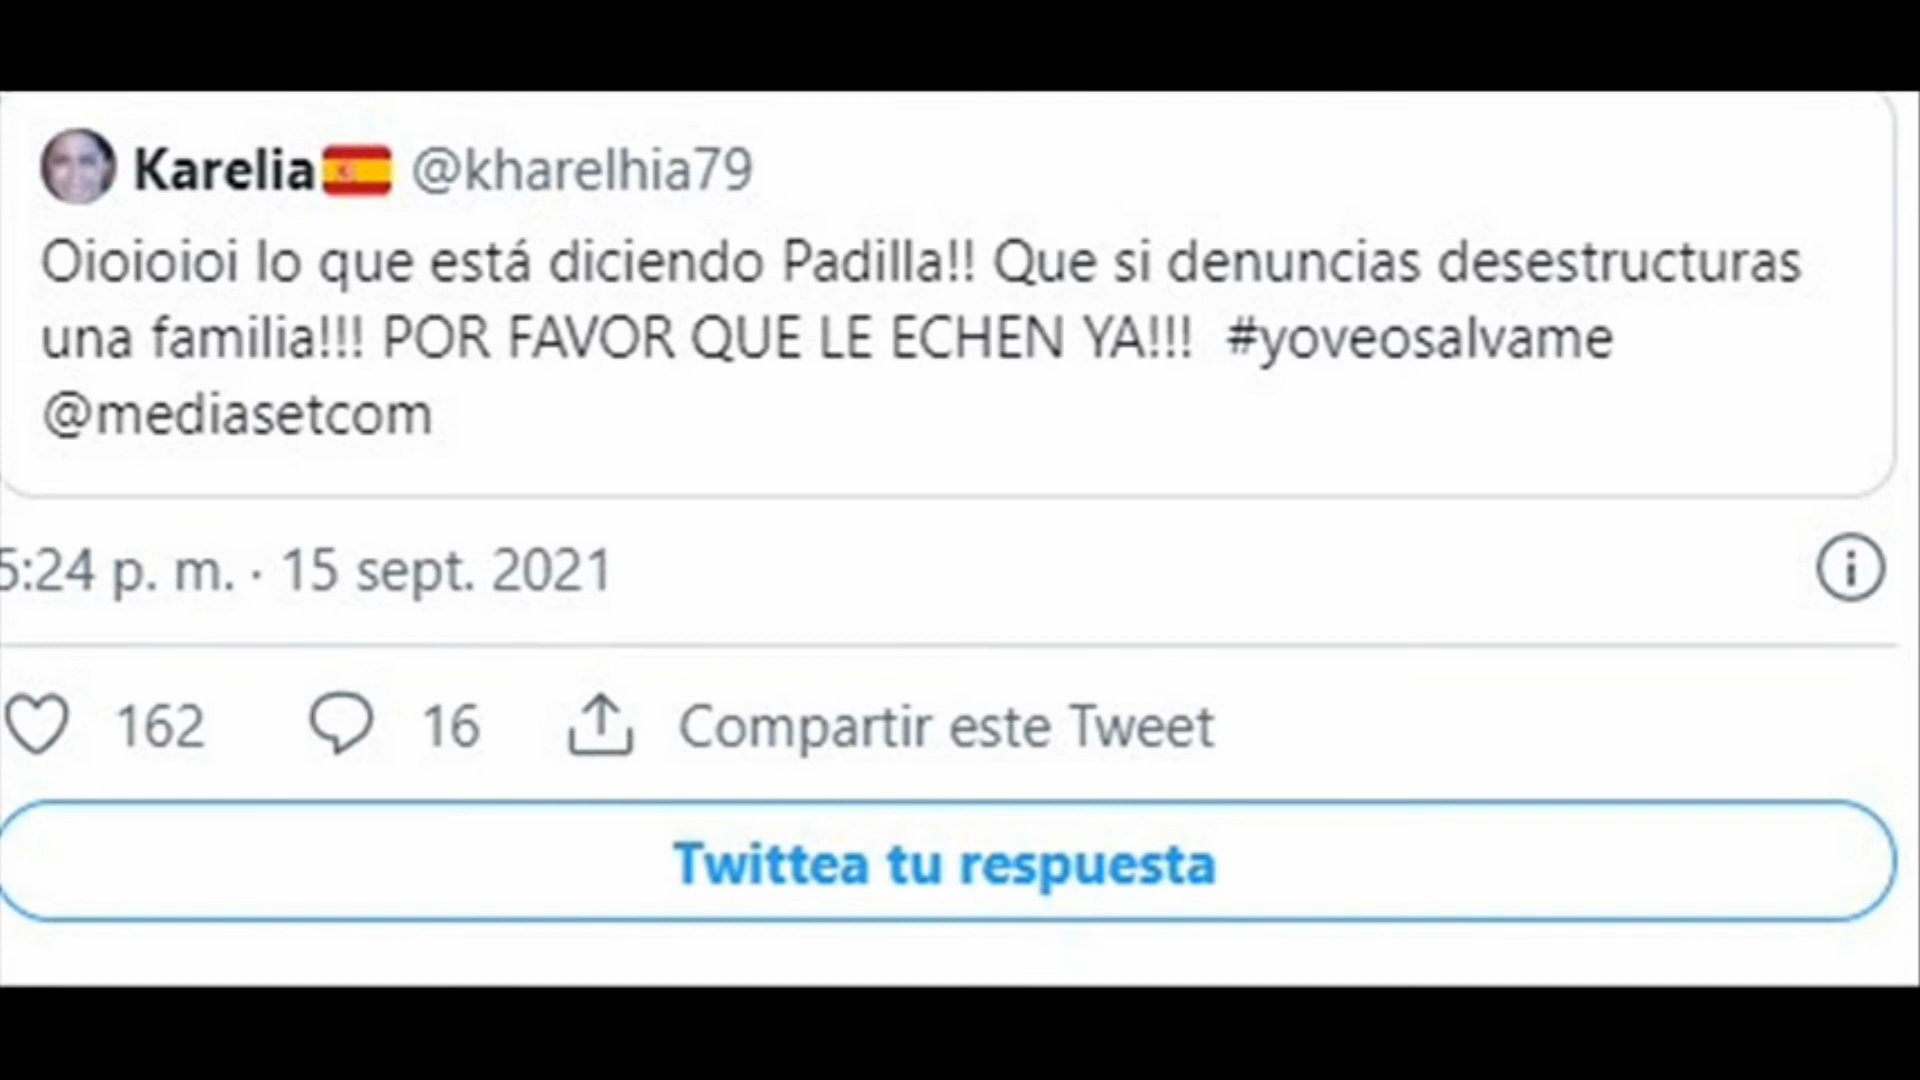 Karelia🇪🇸 @kharelhia79
Oioioioi lo que está diciendo Padilla!! Que si denuncias desestructuras
una familia!!! POR FAVOR QUE LE ECHEN YA!!! #yoveosalvame
@mediasetcom
5:24 p. m. · 15 sept. 2021
162 16 Compartir este Tweet
Twittea tu respuesta